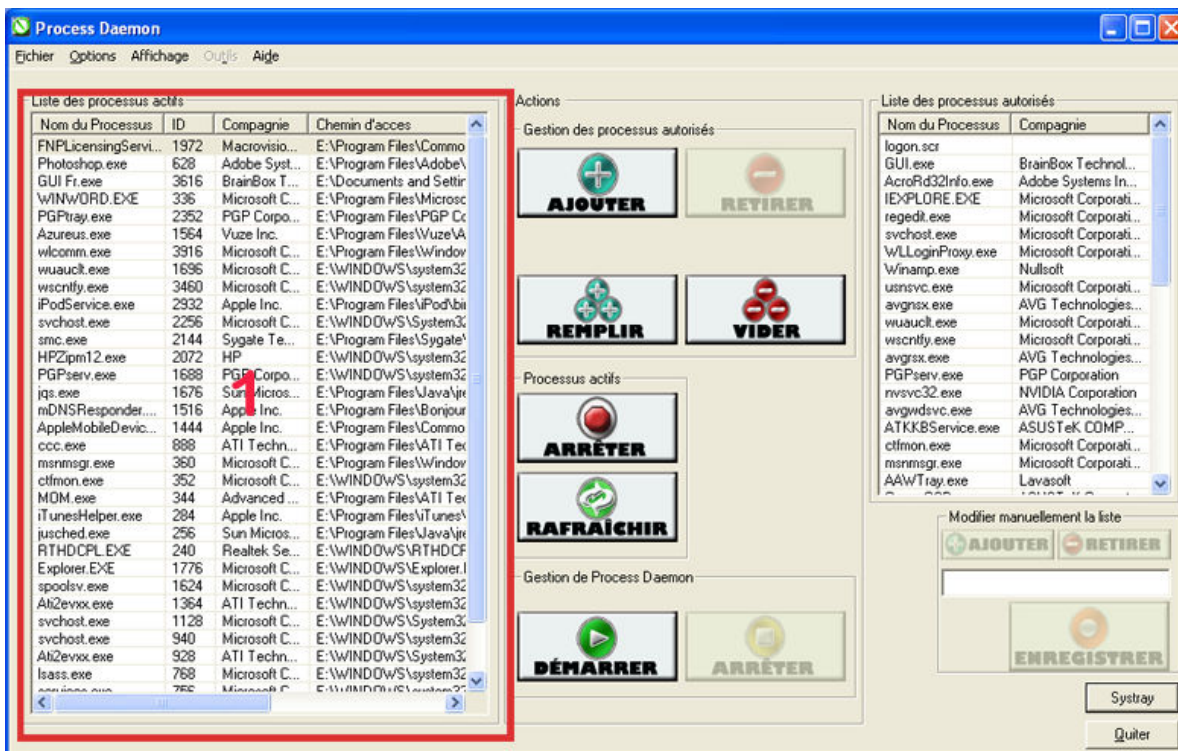 Process Daemon
Fichier Options Affichage Outils Aide
Liste des processus actifs
Nom du Processus ID Compagnie Chemin d'acces
FNPLicensingServi... 1972 Macrovisio... E:\Program Files\Commo
Photoshop.exe 628 Adobe Syst... E:\Program Files\Adobe\
GUI Fr.exe 3616 BrainBox T... E:\Documents and Settir
WINWORD.EXE 336 Microsoft C... E:\Program Files\Microsc
PGPtray.exe 2352 PGP Corpo... E:\Program Files\PGP Cc
Azureus.exe 1564 Vuze Inc. E:\Program Files\Vuze\A
wlcomm.exe 3916 Microsoft C... E:\Program Files\Window
wuauclt.exe 1696 Microsoft C... E:\WINDOWS\system32
wscntfy.exe 3460 Microsoft C... E:\WINDOWS\system32
iPodService.exe 2932 Apple Inc. E:\Program Files\iPod\bi
svchost.exe 2256 Microsoft C... E:\WINDOWS\System32
smc.exe 2144 Sygate Te... E:\Program Files\Sygate\
HPZipm12.exe 2072 HP E:\WINDOWS\system32
PGPserv.exe 1688 PGP Corpo... E:\WINDOWS\system32
jqs.exe 1676 Sun Micros... E:\Program Files\Java\jre
mDNSResponder.... 1516 Apple Inc. E:\Program Files\Bonjour
AppleMobileDevic... 1444 Apple Inc. E:\Program Files\Commo
ccc.exe 888 ATI Techn... E:\Program Files\ATI Tec
msnmsgr.exe 360 Microsoft C... E:\Program Files\Window
ctfmon.exe 352 Microsoft C... E:\WINDOWS\system32
MOM.exe 344 Advanced ... E:\Program Files\ATI Tec
iTunesHelper.exe 284 Apple Inc. E:\Program Files\iTunes\
jusched.exe 256 Sun Micros... E:\Program Files\Java\jre
RTHDCPL.EXE 240 Realtek Se... E:\WINDOWS\RTHDCF
Explorer.EXE 1776 Microsoft C... E:\WINDOWS\Explorer.I
spoolsv.exe 1624 Microsoft C... E:\WINDOWS\system32
Ati2evxx.exe 1364 ATI Techn... E:\WINDOWS\system32
svchost.exe 1128 Microsoft C... E:\WINDOWS\System32
svchost.exe 940 Microsoft C... E:\WINDOWS\system32
Ati2evxx.exe 928 ATI Techn... E:\WINDOWS\System32
lsass.exe 768 Microsoft C... E:\WINDOWS\system32
1
Actions
Gestion des processus autorisés
AJOUTER
RETIRER
REMPLIR
VIDER
Processus actifs
ARRÊTER
RAFRAÎCHIR
Gestion de Process Daemon
DÉMARRER
ARRÊTER
Liste des processus autorisés
Nom du Processus Compagnie
logon.scr
GUI.exe BrainBox Technol...
AcroRd32Info.exe Adobe Systems In...
IEXPLORE.EXE Microsoft Corporati...
regedit.exe Microsoft Corporati...
svchost.exe Microsoft Corporati...
WLLoginProxy.exe Microsoft Corporati...
Winamp.exe Nullsoft
usnsvc.exe Microsoft Corporati...
avgnsx.exe AVG Technologies...
wuauclt.exe Microsoft Corporati...
wscntfy.exe Microsoft Corporati...
avgrsx.exe AVG Technologies...
PGPserv.exe PGP Corporation
nvsvc32.exe NVIDIA Corporation
avgwdsvc.exe AVG Technologies...
ATKKBService.exe ASUSTeK COMP...
ctfmon.exe Microsoft Corporati...
msnmsgr.exe Microsoft Corporati...
AAWTray.exe Lavasoft
Modifier manuellement la liste
AJOUTER RETIRER
ENREGISTRER
Systray
Quiter